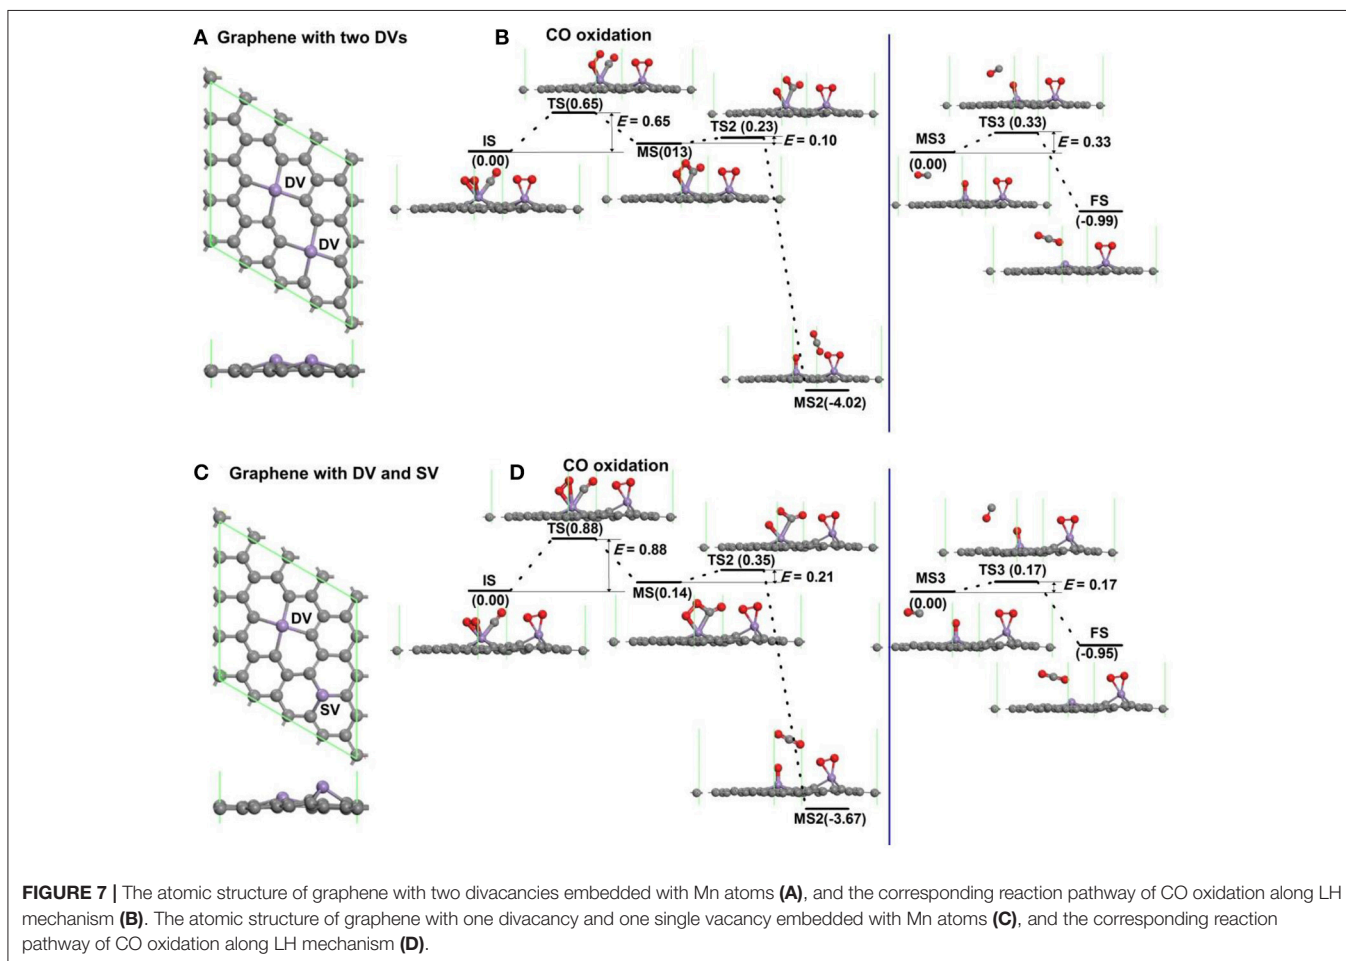 A Graphene with two DVs
DV
DV
B CO oxidation
TS(0.65)
E = 0.65
IS
(0.00)
MS(013)
TS2 (0.23)
E = 0.10
MS2(-4.02)
TS3 (0.33)
MS3
(0.00)
E = 0.33
FS
(-0.99)
C Graphene with DV and SV
DV
SV
D CO oxidation
TS(0.88)
E = 0.88
IS
(0.00)
MS(0.14)
TS2 (0.35)
E = 0.21
MS2(-3.67)
TS3 (0.17)
MS3
(0.00)
E = 0.17
FS
(-0.95)
FIGURE 7 | The atomic structure of graphene with two divacancies embedded with Mn atoms (A), and the corresponding reaction pathway of CO oxidation along LH
mechanism (B). The atomic structure of graphene with one divacancy and one single vacancy embedded with Mn atoms (C), and the corresponding reaction
pathway of CO oxidation along LH mechanism (D).